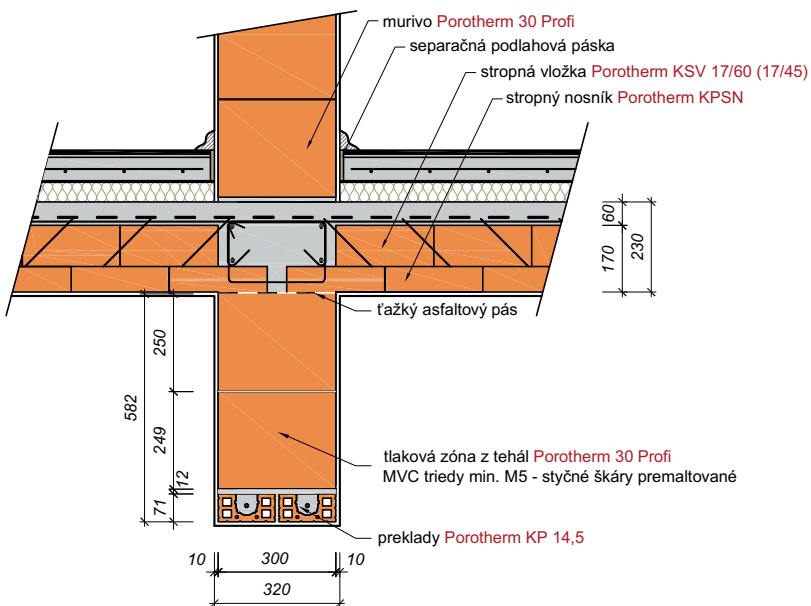 murivo Porotherm 30 Profi
separačná podlahová páska
stropná vložka Porotherm KSV 17/60 (17/45)
stropný nosník Porotherm KPSN
60
170
230
ťažký asfaltový pás
250
582
249
12
71
tlaková zóna z tehál Porotherm 30 Profi
MVC triedy min. M5 - styčné škáry premaltované
preklady Porotherm KP 14,5
10 300 10
320